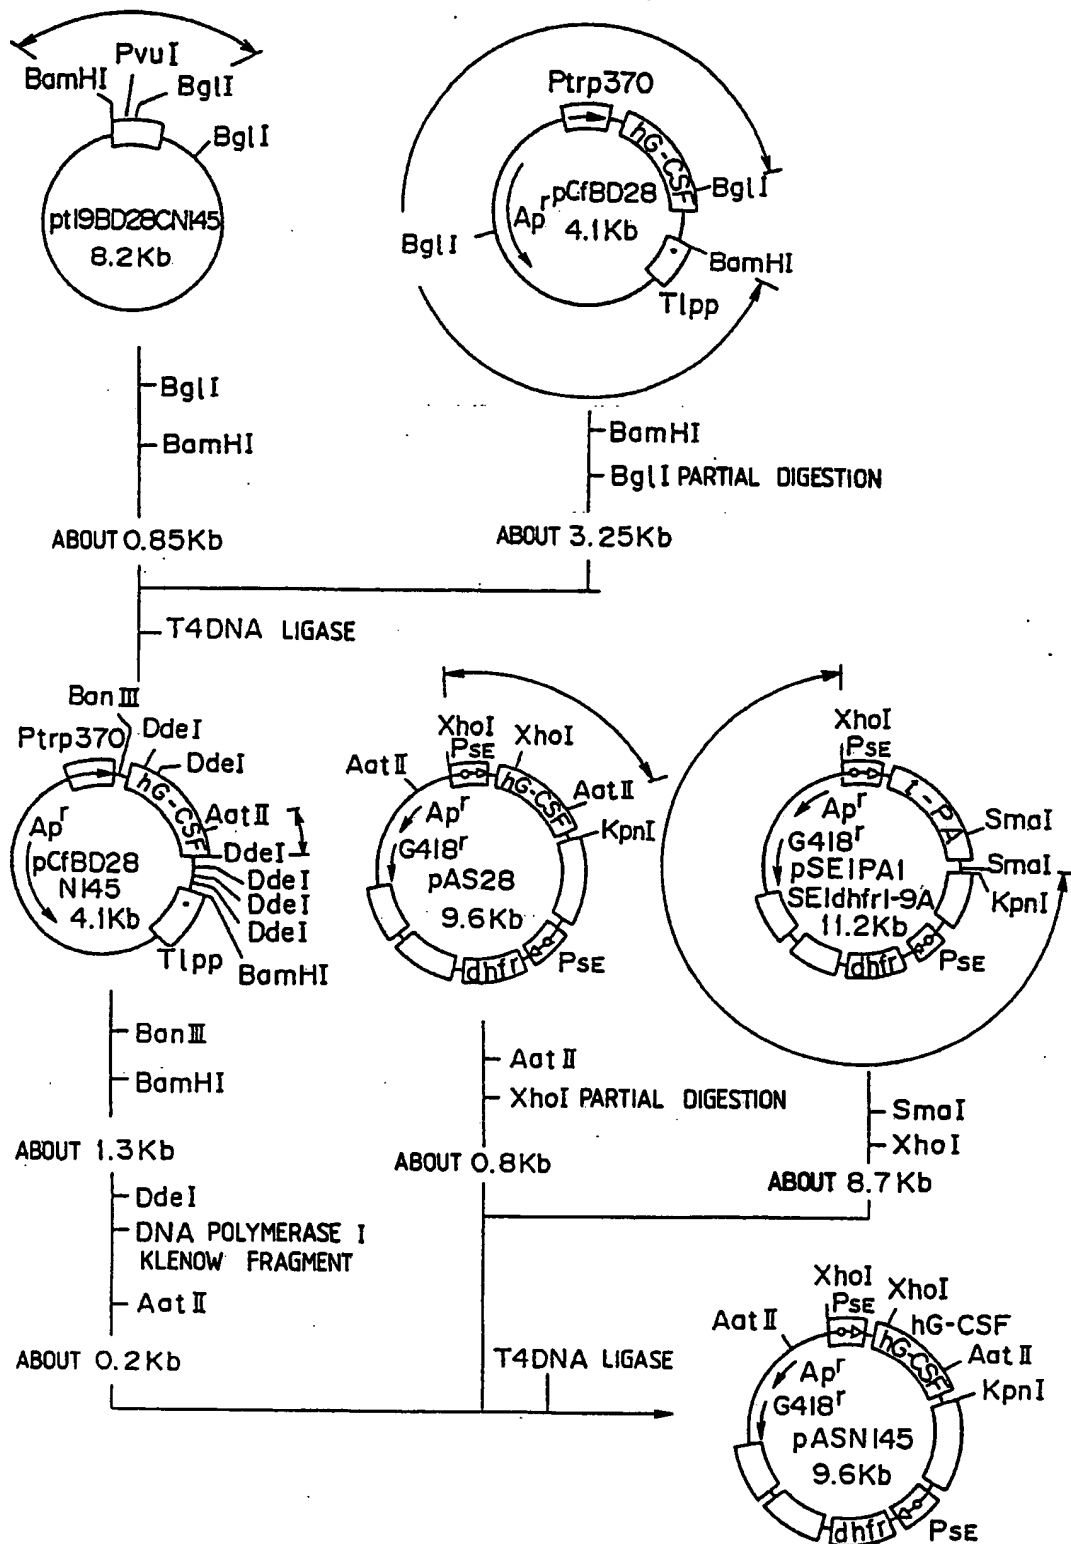 PvuI
BamHI
BglI
BglI
pt19BD28CN145
8.2Kb
Ptrp370
hG-CSF
BglI
pCfBD28
Apr
4.1Kb
BglI
BamHI
Tlpp
BglI
BamHI
ABOUT 0.85Kb
BamHI
BglI PARTIAL DIGESTION
ABOUT 3.25Kb
T4DNA LIGASE
BanIII
Ptrp370
DdeI
DdeI
hG-CSF
AatII
Apr
DdeI
pCfBD28
N145
4.1Kb
DdeI
DdeI
DdeI
Tlpp
BamHI
XhoI
PSE
XhoI
AatII
hG-CSF
AatII
Apr
KpnI
G418r
pAS28
9.6Kb
dhfr
PSE
XhoI
PSE
t-PA
Apr
SmaI
G418r
pSE1PA1
SmaI
SE1dhfr1-9A
KpnI
11.2Kb
dhfr
PSE
BanIII
BamHI
ABOUT 1.3Kb
DdeI
DNA POLYMERASE I
KLENOW FRAGMENT
AatII
ABOUT 0.2Kb
AatII
XhoI PARTIAL DIGESTION
ABOUT 0.8Kb
SmaI
XhoI
ABOUT 8.7Kb
T4DNA LIGASE
XhoI
PSE
XhoI
hG-CSF
AatII
hG-CSF
AatII
Apr
KpnI
G418r
pASN145
9.6Kb
dhfr
PSE